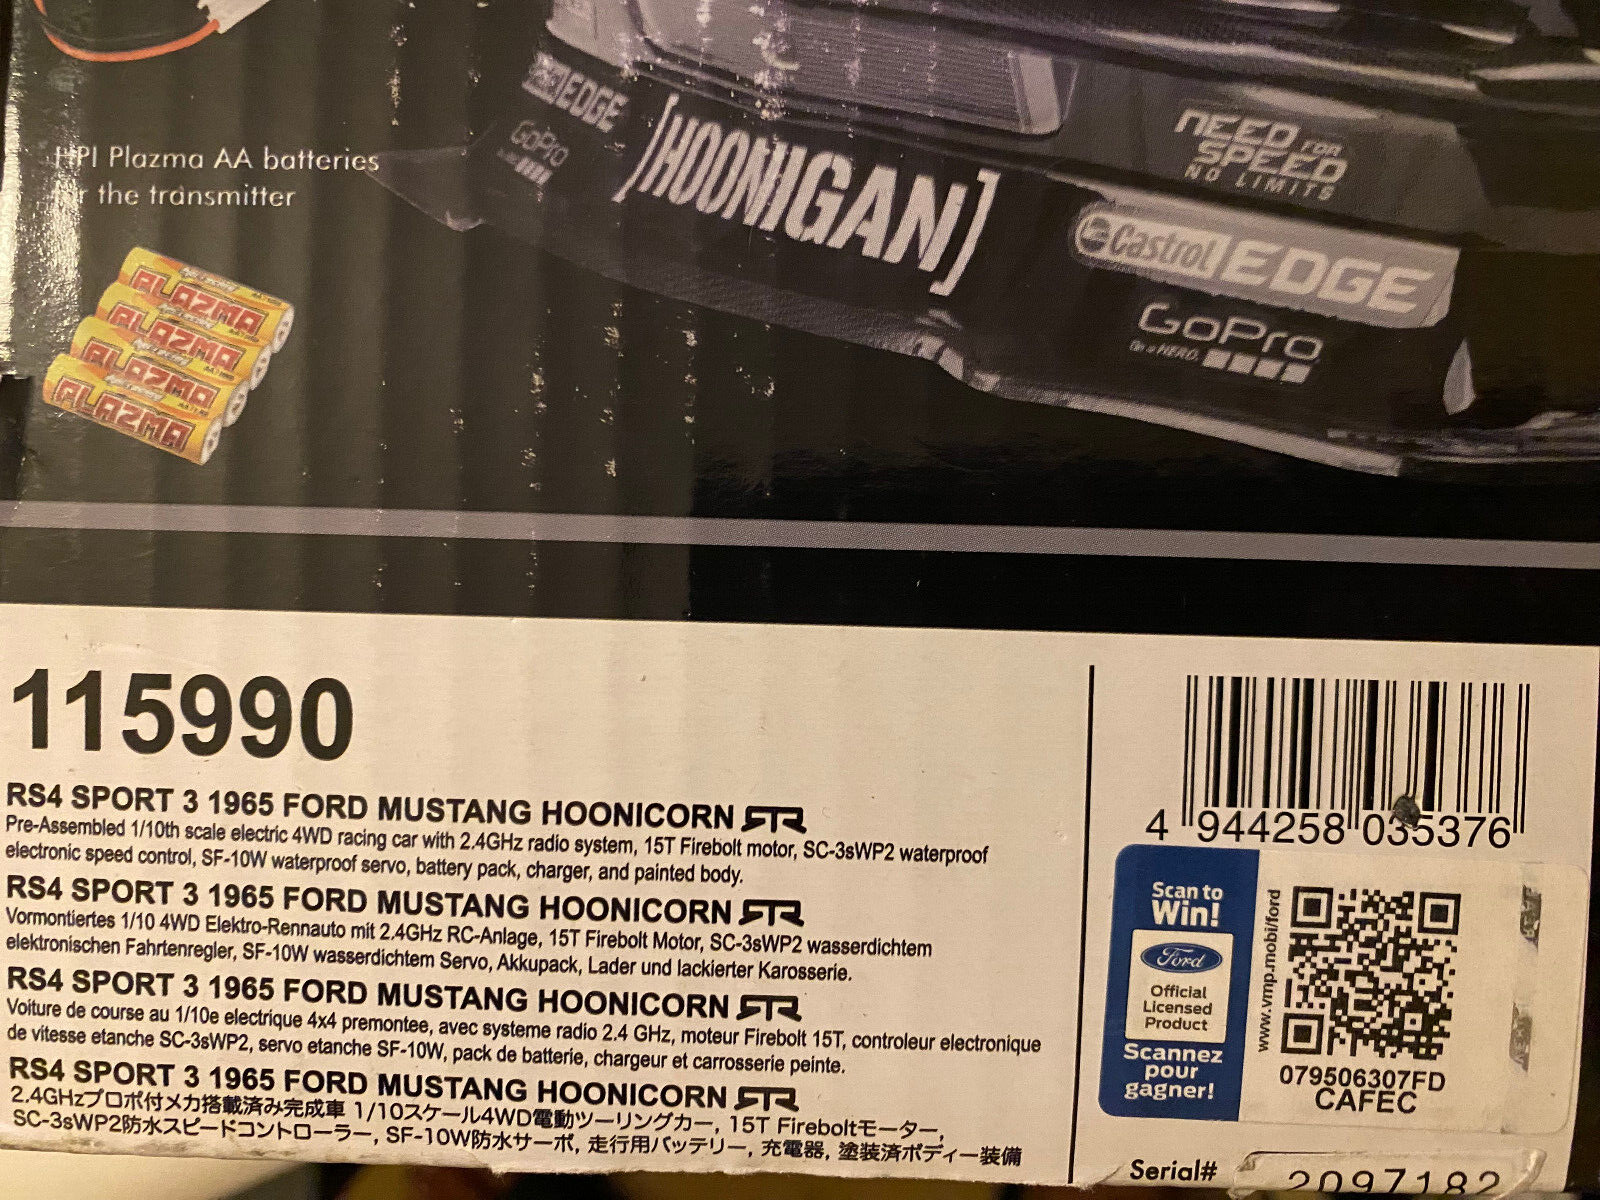 HPI Plazma AA batteries
the transmitter
PLAZMA
PLAZMA
PLAZMA
PLAZMA
EDGE
GoPro
[HOONIGAN]
NEED FOR
SPEED
NO LIMITS
Castrol EDGE
GoPro
Be a HERO.
115990
RS4 SPORT 3 1965 FORD MUSTANG HOONICORN RTR
Pre-Assembled 1/10th scale electric 4WD racing car with 2.4GHz radio system, 15T Firebolt motor, SC-3sWP2 waterproof
electronic speed control, SF-10W waterproof servo, battery pack, charger, and painted body.
RS4 SPORT 3 1965 FORD MUSTANG HOONICORN RTR
Vormontiertes 1/10 4WD Elektro-Rennauto mit 2.4GHz RC-Anlage, 15T Firebolt Motor, SC-3sWP2 wasserdichtem
elektronischen Fahrtenregler, SF-10W wasserdichtem Servo, Akkupack, Lader und lackierter Karosserie.
RS4 SPORT 3 1965 FORD MUSTANG HOONICORN RTR
Voiture de course au 1/10e electrique 4x4 premontee, avec systeme radio 2.4 GHz, moteur Firebolt 15T, controleur electronique
de vitesse etanche SC-3sWP2, servo etanche SF-10W, pack de batterie, chargeur et carrosserie peinte.
RS4 SPORT 3 1965 FORD MUSTANG HOONICORN RTR
2.4GHzプロポ付メカ搭載済み完成車 1/10スケール4WD電動ツーリングカー, 15T Fireboltモーター,
SC-3sWP2防水スピードコントローラー, SF-10W防水サーボ, 走行用バッテリー, 充電器, 塗装済ボディー装備
4 944258 035376
Scan to
Win!
Ford
Official
Licensed
Product
Scannez
pour
gagner!
www.vmp.mobi/ford
079506307FD
CAFEC
Serial# 2097182